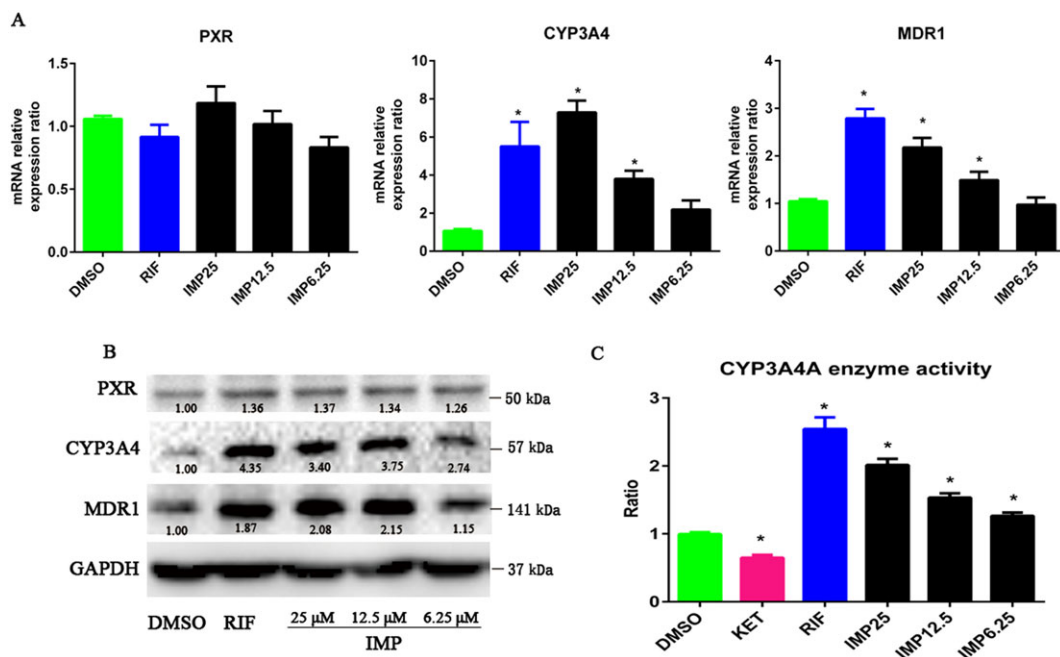 A
PXR
mRNA relative
expression ratio
1.5
1.0
0.5
0.0
DMSO
RIF
IMP25
IMP12.5
IMP6.25
CYP3A4
mRNA relative
expression ratio
10
8
6
4
2
0
* * *
DMSO
RIF
IMP25
IMP12.5
IMP6.25
MDR1
mRNA relative
expression ratio
4
3
2
1
0
* * *
DMSO
RIF
IMP25
IMP12.5
IMP6.25
B
PXR 1.00 1.36 1.37 1.34 1.26 50 kDa
CYP3A4 1.00 4.35 3.40 3.75 2.74 57 kDa
MDR1 1.00 1.87 2.08 2.15 1.15 141 kDa
GAPDH 37 kDa
DMSO RIF 25 μM 12.5 μM 6.25 μM
IMP
C
CYP3A4A enzyme activity
Ratio
3
2
1
0
* * * * *
DMSO
KET
RIF
IMP25
IMP12.5
IMP6.25